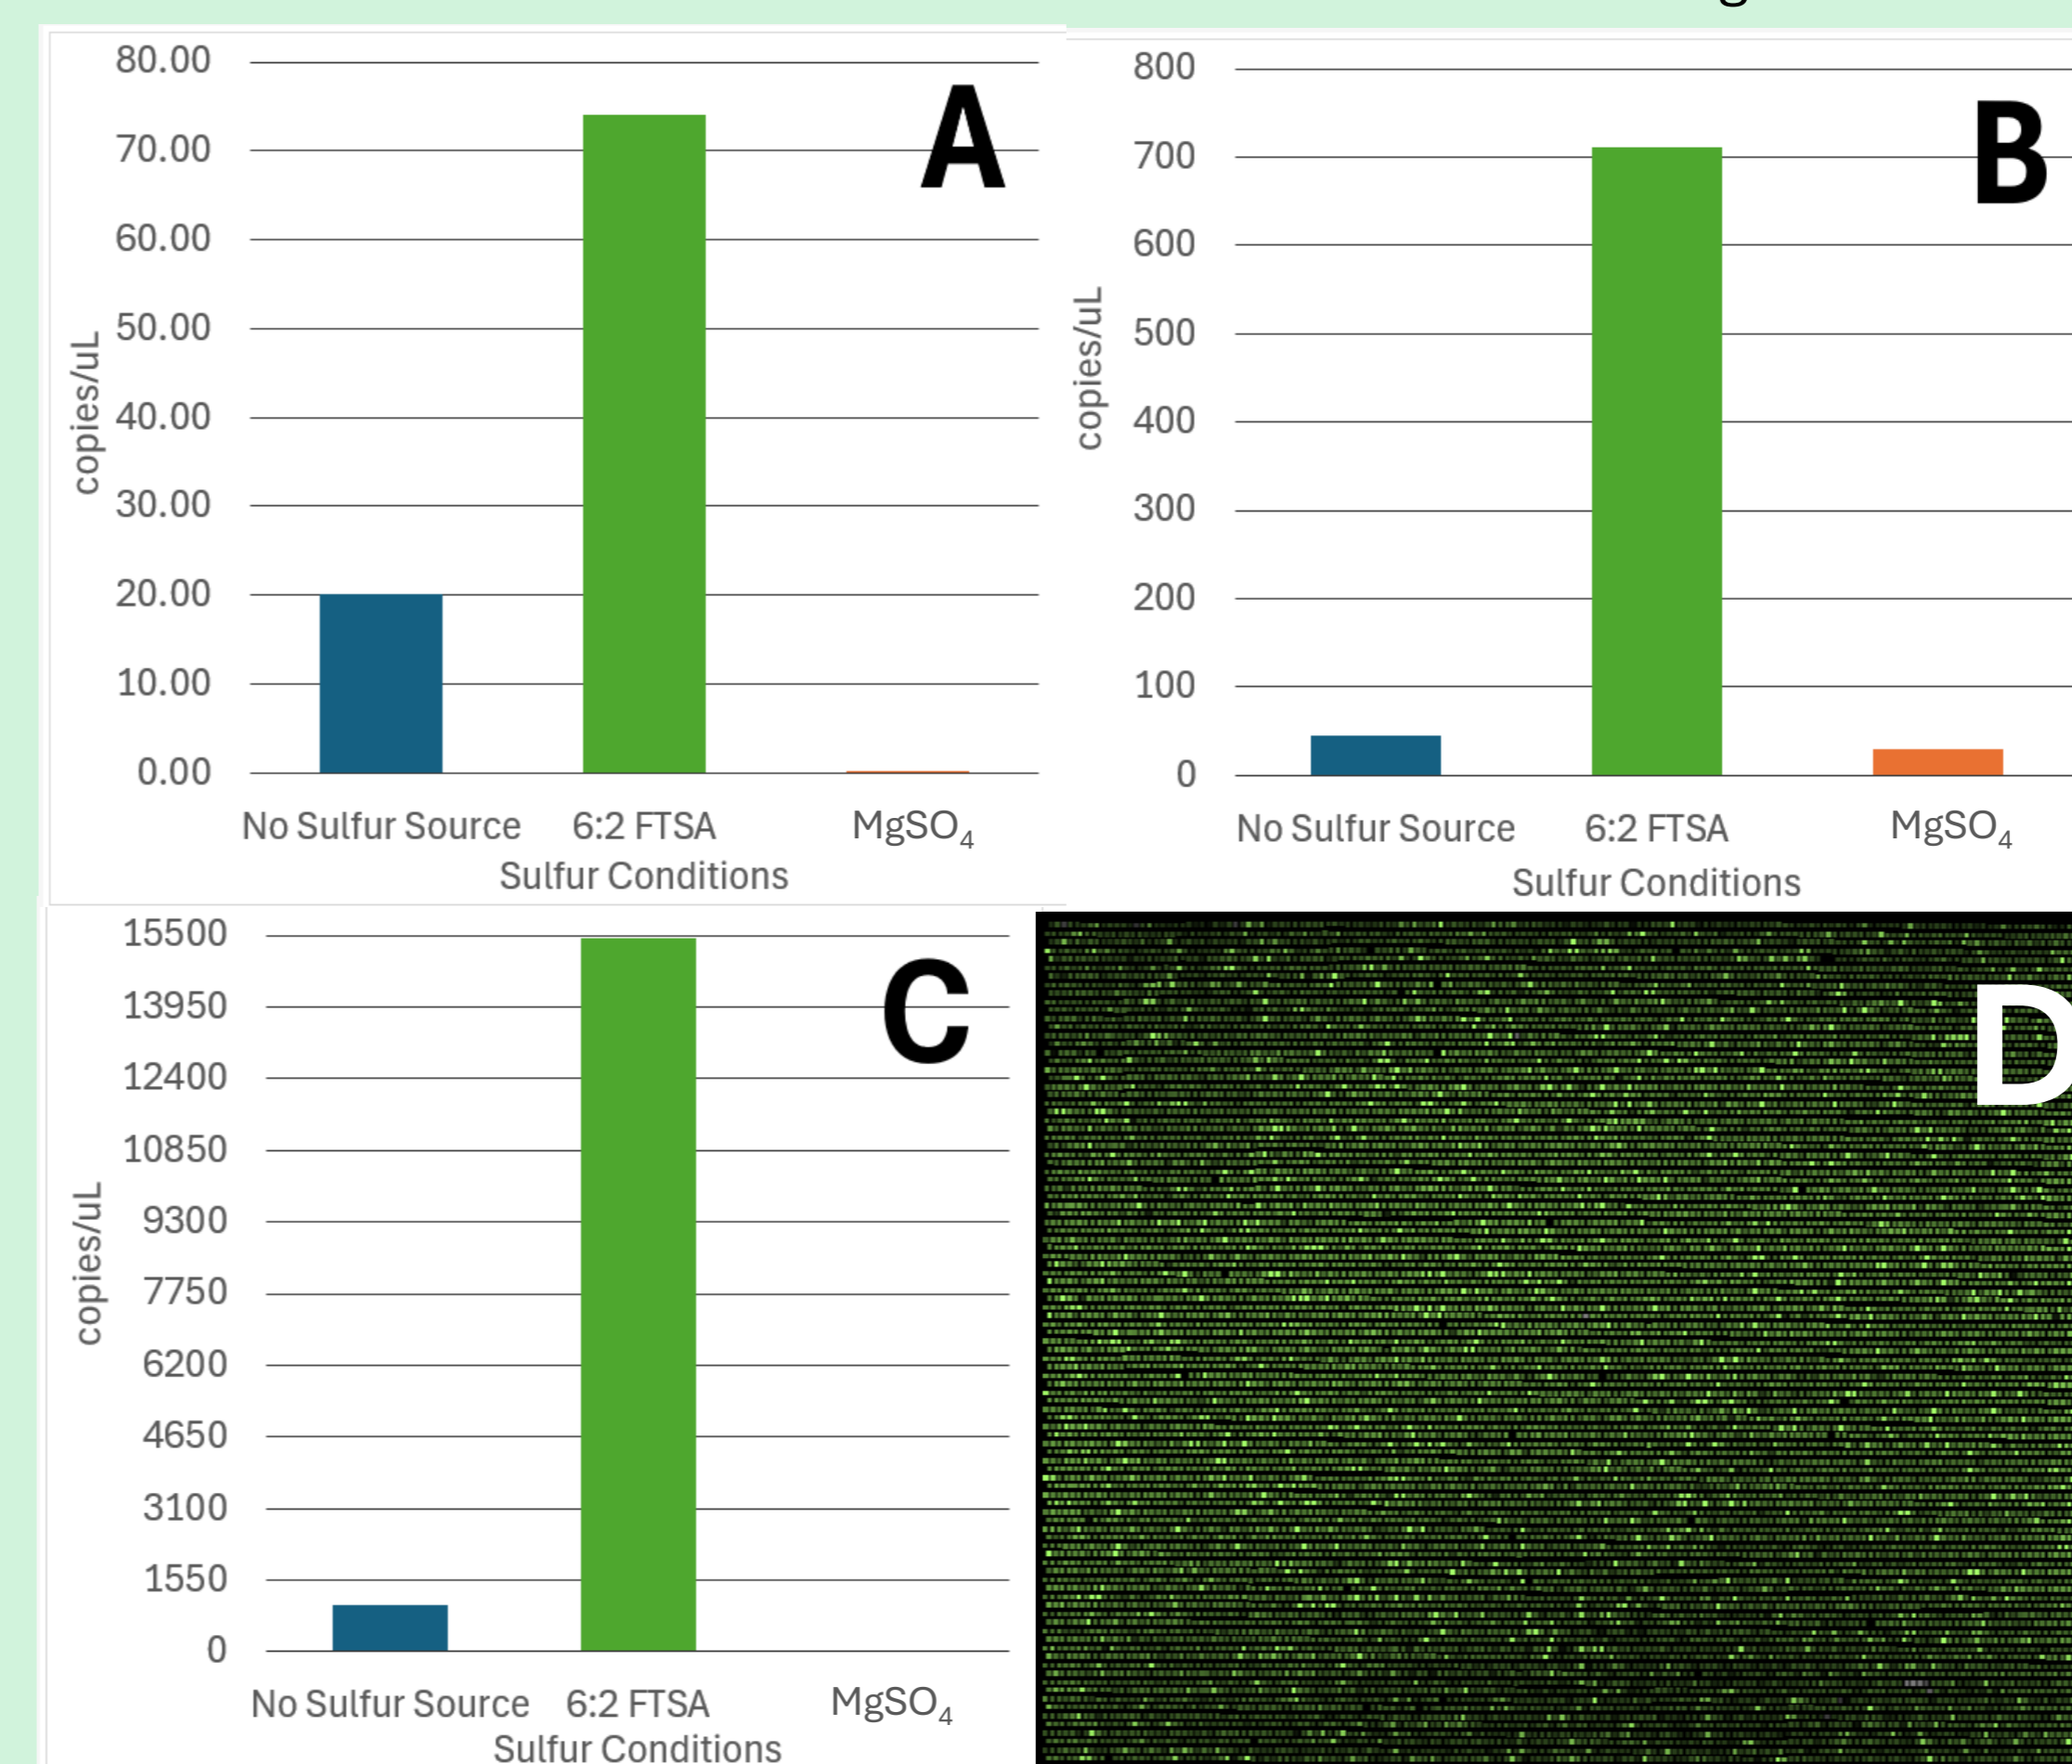 g
80.00
70.00
60.00
50.00
40.00
30.00
20.00
10.00
0.00
copies/uL
A
No Sulfur Source 6:2 FTSA MgSO₄
Sulfur Conditions
800
700
600
500
400
300
200
100
0
copies/uL
B
No Sulfur Source 6:2 FTSA MgSO₄
Sulfur Conditions
15500
13950
12400
10850
9300
7750
6200
4650
3100
1550
0
copies/uL
C
No Sulfur Source 6:2 FTSA MgSO₄
Sulfur Conditions
D